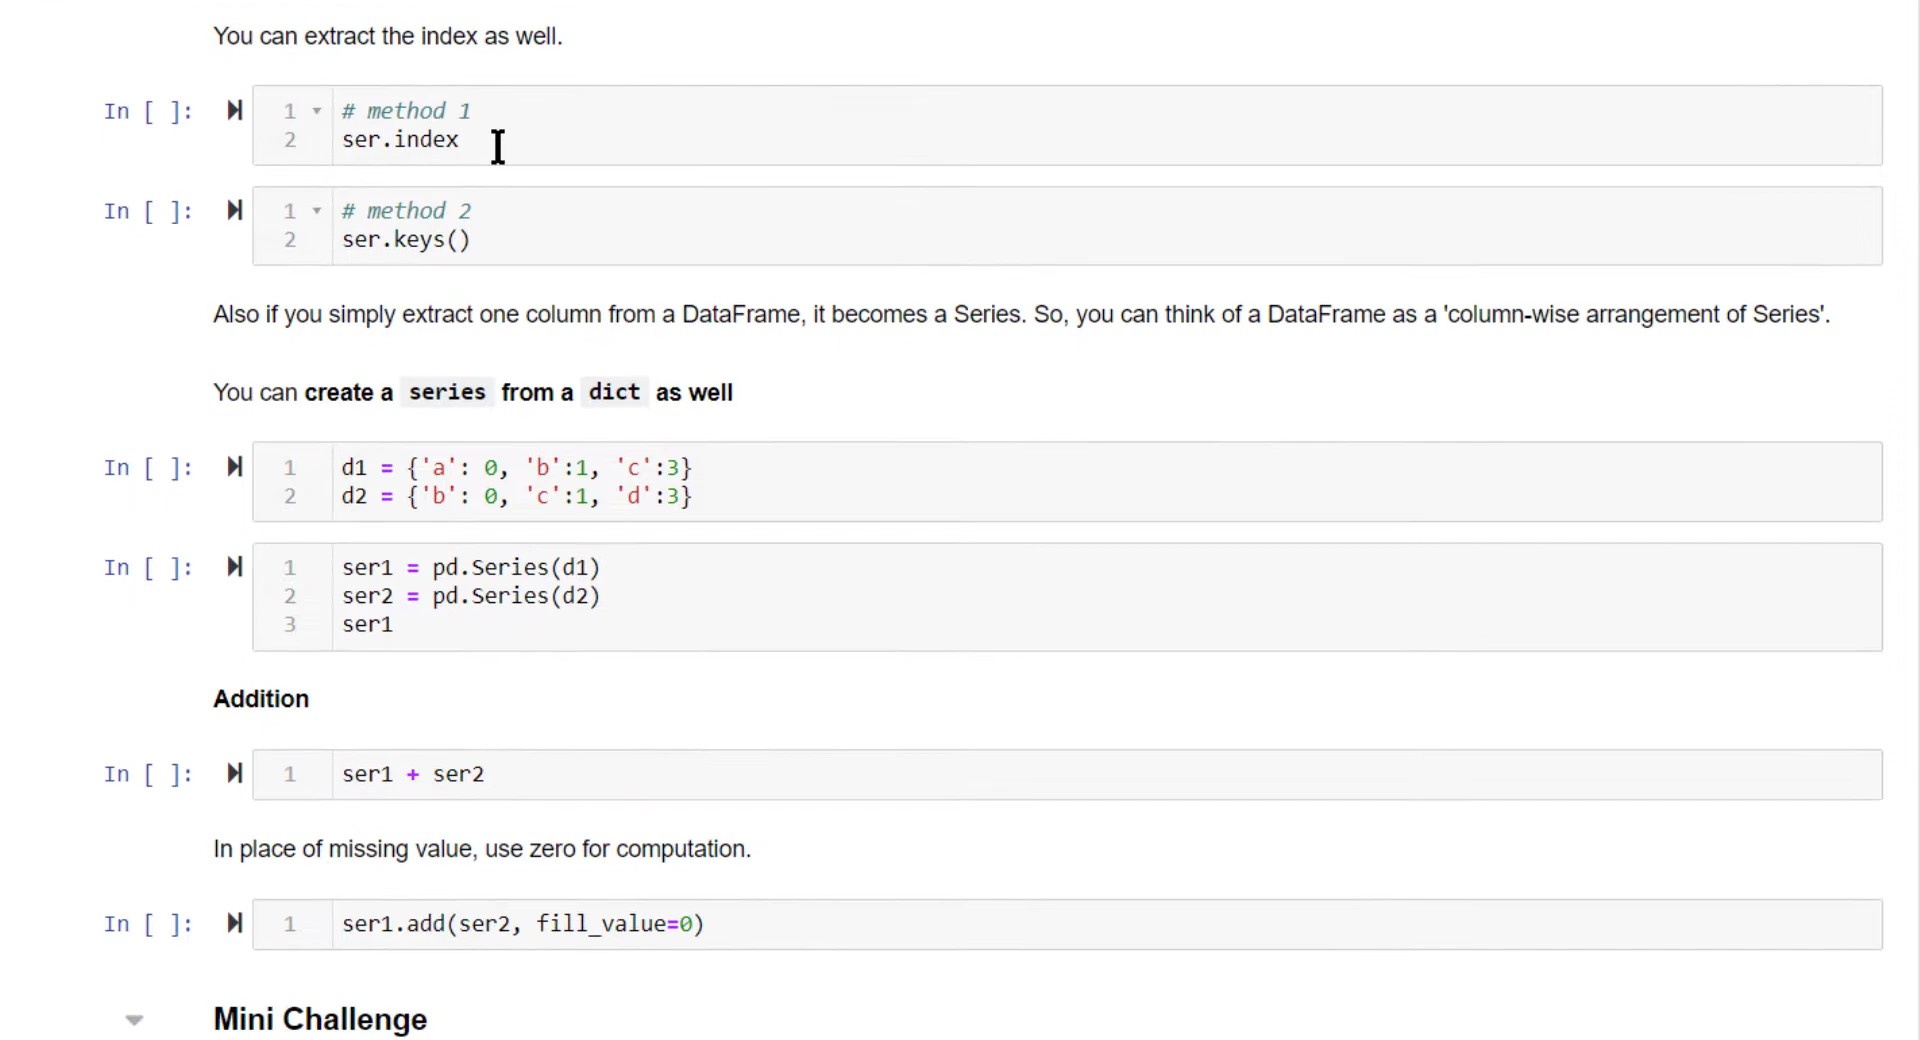 You can extract the index as well.
In [ ]:
1 # method 1
2 ser.index
In [ ]:
1 # method 2
2 ser.keys()
Also if you simply extract one column from a DataFrame, it becomes a Series. So, you can think of a DataFrame as a 'column-wise arrangement of Series'.
You can create a series from a dict as well
In [ ]:
1 d1 = {'a': 0, 'b':1, 'c':3}
2 d2 = {'b': 0, 'c':1, 'd':3}
In [ ]:
1 ser1 = pd.Series(d1)
2 ser2 = pd.Series(d2)
3 ser1
Addition
In [ ]:
1 ser1 + ser2
In place of missing value, use zero for computation.
In [ ]:
1 ser1.add(ser2, fill_value=0)
Mini Challenge